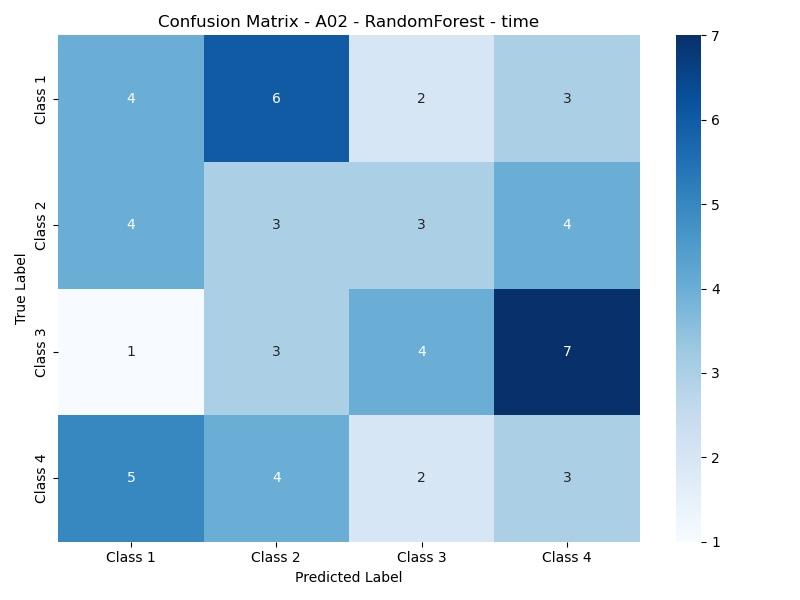 Confusion Matrix - A02 - RandomForest - time
True Label
Class 1
4 6 2 3
Class 2
4 3 3 4
Class 3
1 3 4 7
Class 4
5 4 2 3
Class 1 Class 2 Class 3 Class 4
Predicted Label
7
6
5
4
3
2
1